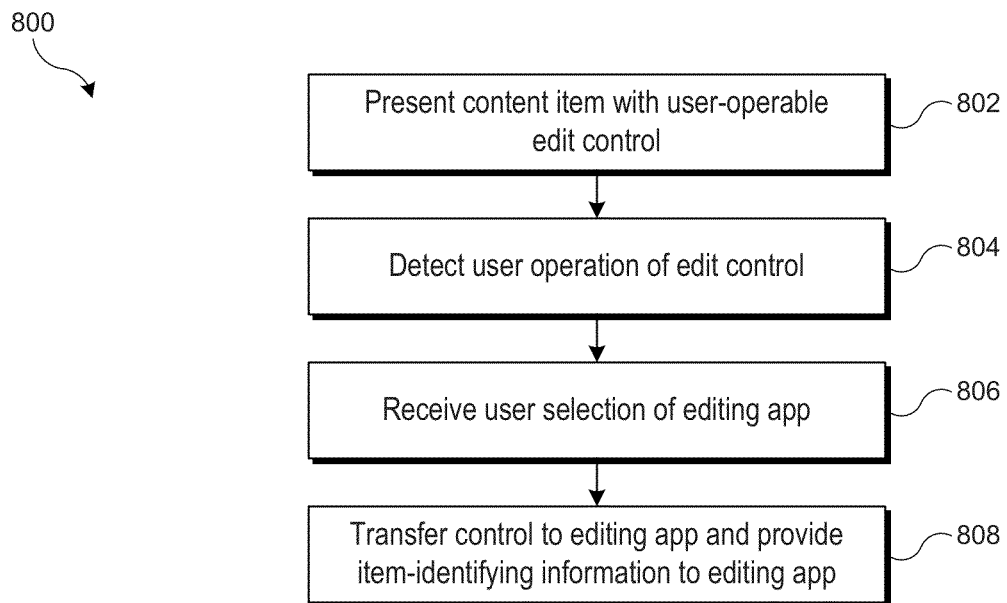 800
Present content item with user-operable
edit control
802
Detect user operation of edit control
804
Receive user selection of editing app
806
Transfer control to editing app and provide
item-identifying information to editing app
808